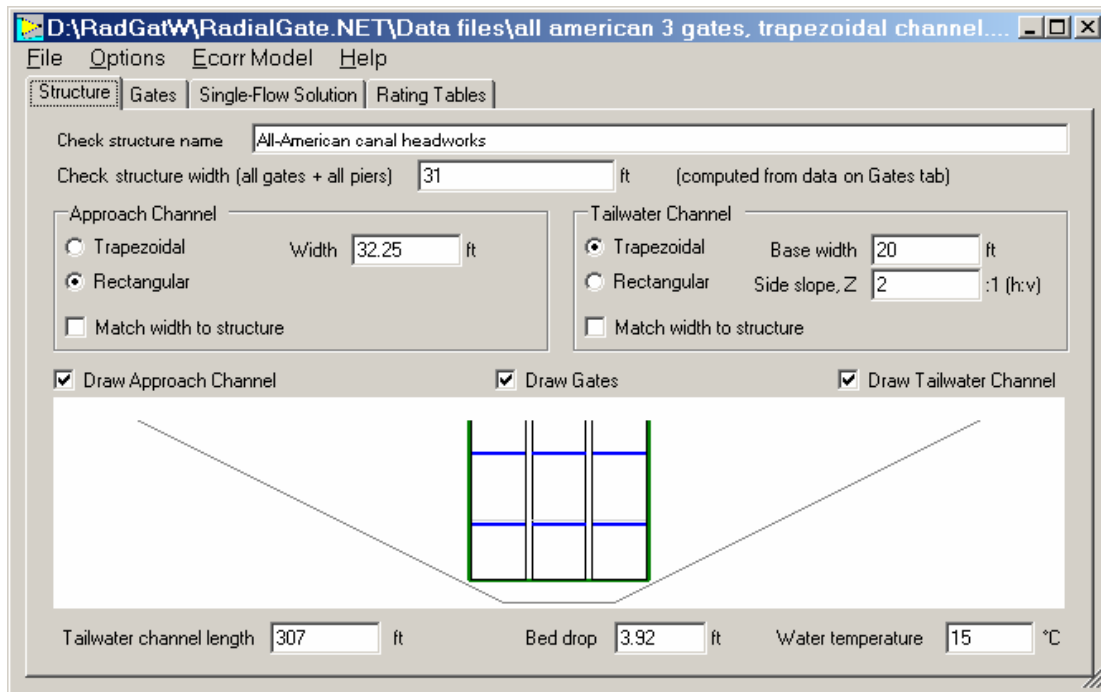 D:\RadGatW\RadialGate.NET\Data files\all american 3 gates, trapezoidal channel....
File Options Ecorr Model Help
Structure Gates Single-Flow Solution Rating Tables
Check structure name All-American canal headworks
Check structure width (all gates + all piers) 31 ft (computed from data on Gates tab)
Approach Channel Tailwater Channel
Trapezoidal Width 32.25 ft Trapezoidal Base width 20 ft
Rectangular Rectangular Side slope, Z 2 :1 (h:v)
Match width to structure Match width to structure
Draw Approach Channel Draw Gates Draw Tailwater Channel
Tailwater channel length 307 ft Bed drop 3.92 ft Water temperature 15 °C